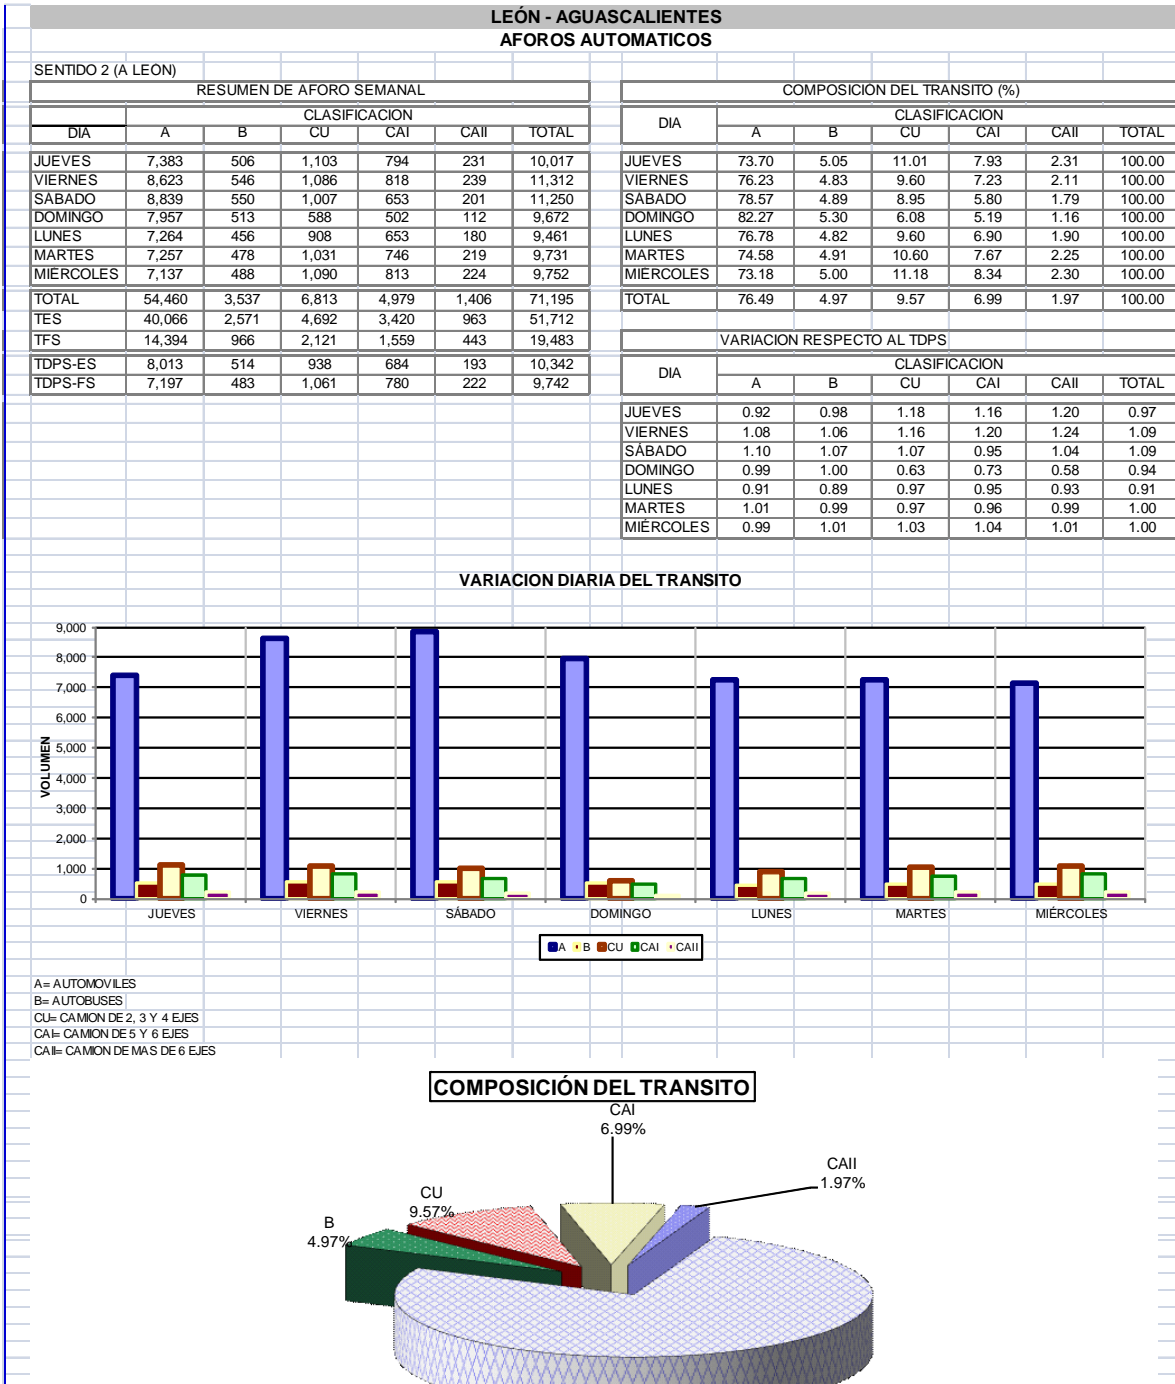 LEÓN - AGUASCALIENTES
AFOROS AUTOMATICOS
SENTIDO 2 (A LEÓN)
RESUMEN DE AFORO SEMANAL
CLASIFICACION
DIA A B CU CAI CAII TOTAL
JUEVES 7,383 506 1,103 794 231 10,017
VIERNES 8,623 546 1,086 818 239 11,312
SÁBADO 8,839 550 1,007 653 201 11,250
DOMINGO 7,957 513 588 502 112 9,672
LUNES 7,264 456 908 653 180 9,461
MARTES 7,257 478 1,031 746 219 9,731
MIÉRCOLES 7,137 488 1,090 813 224 9,752
TOTAL 54,460 3,537 6,813 4,979 1,406 71,195
TES 40,066 2,571 4,692 3,420 963 51,712
TFS 14,394 966 2,121 1,559 443 19,483
TDPS-ES 8,013 514 938 684 193 10,342
TDPS-FS 7,197 483 1,061 780 222 9,742
COMPOSICIÓN DEL TRANSITO (%)
CLASIFICACION
DIA A B CU CAI CAII TOTAL
JUEVES 73.70 5.05 11.01 7.93 2.31 100.00
VIERNES 76.23 4.83 9.60 7.23 2.11 100.00
SÁBADO 78.57 4.89 8.95 5.80 1.79 100.00
DOMINGO 82.27 5.30 6.08 5.19 1.16 100.00
LUNES 76.78 4.82 9.60 6.90 1.90 100.00
MARTES 74.58 4.91 10.60 7.67 2.25 100.00
MIÉRCOLES 73.18 5.00 11.18 8.34 2.30 100.00
TOTAL 76.49 4.97 9.57 6.99 1.97 100.00
VARIACION RESPECTO AL TDPS
CLASIFICACION
DIA A B CU CAI CAII TOTAL
JUEVES 0.92 0.98 1.18 1.16 1.20 0.97
VIERNES 1.08 1.06 1.16 1.20 1.24 1.09
SÁBADO 1.10 1.07 1.07 0.95 1.04 1.09
DOMINGO 0.99 1.00 0.63 0.73 0.58 0.94
LUNES 0.91 0.89 0.97 0.95 0.93 0.91
MARTES 1.01 0.99 0.97 0.96 0.99 1.00
MIÉRCOLES 0.99 1.01 1.03 1.04 1.01 1.00
VARIACION DIARIA DEL TRANSITO
VOLUMEN
9,000
8,000
7,000
6,000
5,000
4,000
3,000
2,000
1,000
0
JUEVES VIERNES SÁBADO DOMINGO LUNES MARTES MIÉRCOLES
A B CU CAI CAII
A= AUTOMOVILES
B= AUTOBUSES
CU= CAMION DE 2, 3 Y 4 EJES
CAI= CAMION DE 5 Y 6 EJES
CAII= CAMION DE MAS DE 6 EJES
COMPOSICIÓN DEL TRANSITO
CAI
6.99%
CAII
1.97%
CU
9.57%
B
4.97%